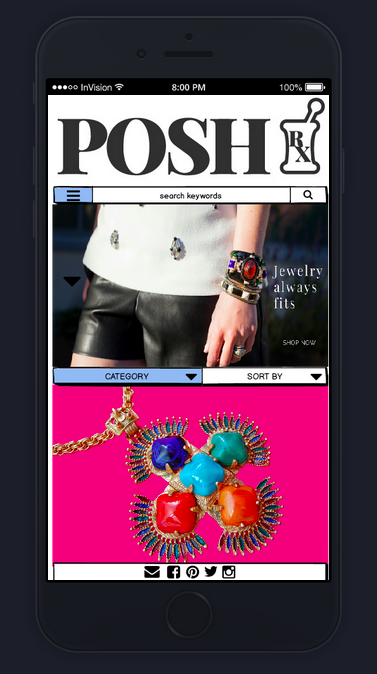 ●●●○○ InVision 8:00 PM 100%
POSH RX
search keywords
Jewelry
always
fits
SHOP NOW
CATEGORY SORT BY